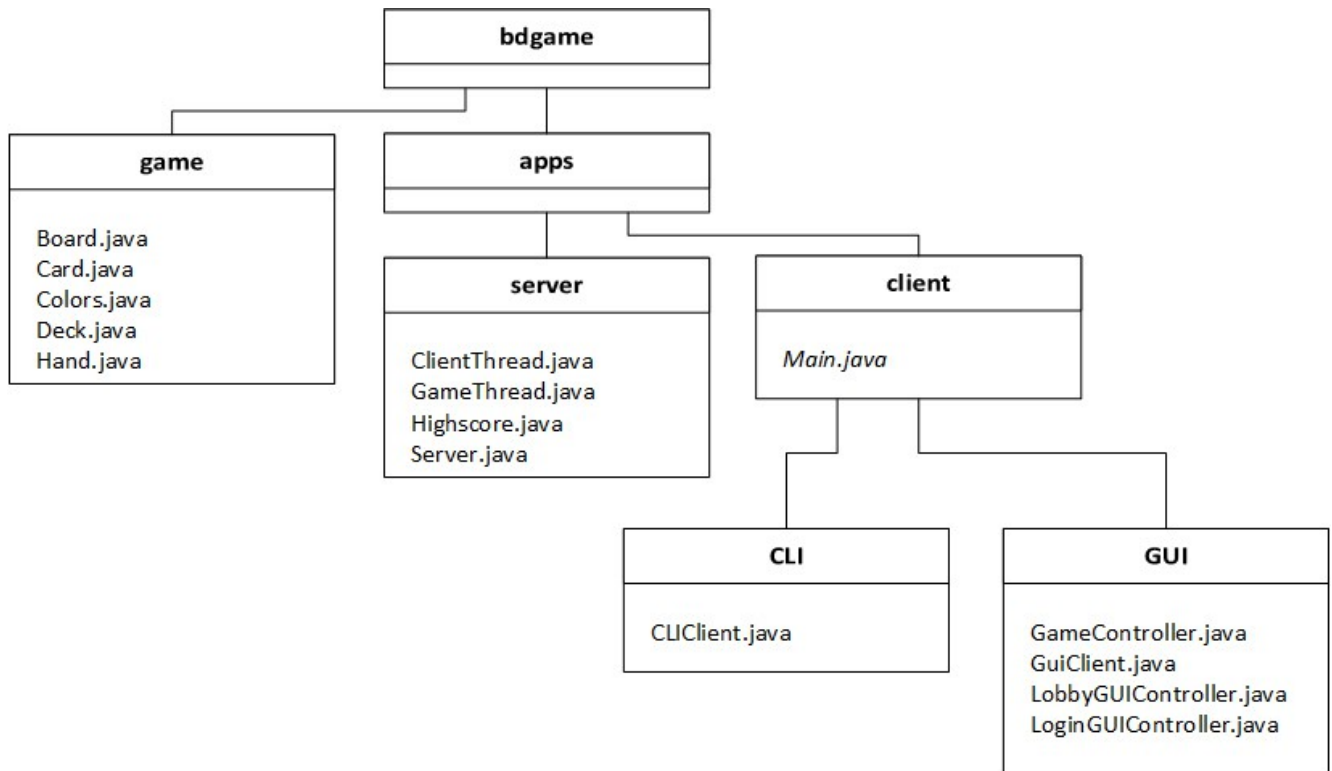 bdgame
game
Board.java
Card.java
Colors.java
Deck.java
Hand.java
apps
server
ClientThread.java
GameThread.java
Highscore.java
Server.java
client
Main.java
CLI
CLIClient.java
GUI
GameController.java
GuiClient.java
LobbyGUIController.java
LoginGUIController.java